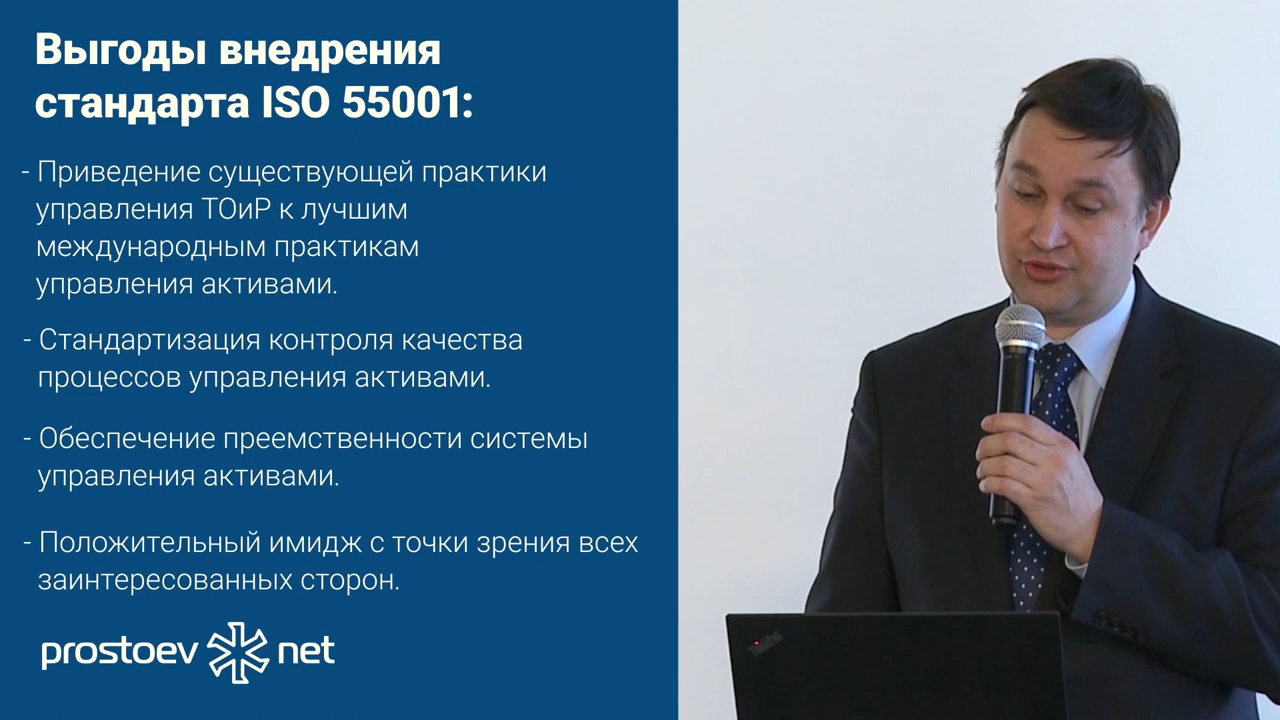 Выгоды внедрения
стандарта ISO 55001:
- Приведение существующей практики
управления ТОиР к лучшим
международным практикам
управления активами.
- Стандартизация контроля качества
процессов управления активами.
- Обеспечение преемственности системы
управления активами.
- Положительный имидж с точки зрения всех
заинтересованных сторон.
prostoev net
ThinkPad